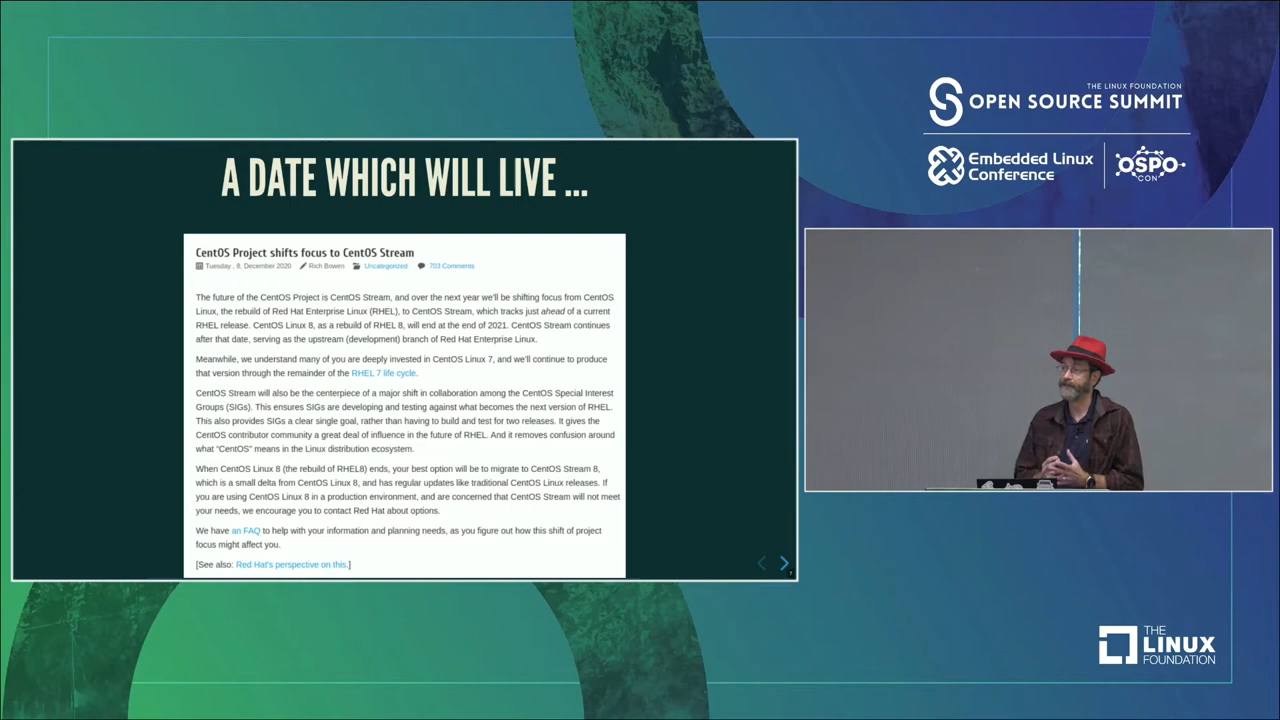 THE LINUX FOUNDATION
OPEN SOURCE SUMMIT
Embedded Linux
Conference
OSPO
CON
A DATE WHICH WILL LIVE ...
CentOS Project shifts focus to CentOS Stream
Tuesday , 8, December 2020 Rich Bowen Uncategorized 703 Comments
The future of the CentOS Project is CentOS Stream, and over the next year we'll be shifting focus from CentOS
Linux, the rebuild of Red Hat Enterprise Linux (RHEL), to CentOS Stream, which tracks just ahead of a current
RHEL release. CentOS Linux 8, as a rebuild of RHEL 8, will end at the end of 2021. CentOS Stream continues
after that date, serving as the upstream (development) branch of Red Hat Enterprise Linux.
Meanwhile, we understand many of you are deeply invested in CentOS Linux 7, and we'll continue to produce
that version through the remainder of the RHEL 7 life cycle.
CentOS Stream will also be the centerpiece of a major shift in collaboration among the CentOS Special Interest
Groups (SIGs). This ensures SIGs are developing and testing against what becomes the next version of RHEL.
This also provides SIGs a clear single goal, rather than having to build and test for two releases. It gives the
CentOS contributor community a great deal of influence in the future of RHEL. And it removes confusion around
what "CentOS" means in the Linux distribution ecosystem.
When CentOS Linux 8 (the rebuild of RHEL8) ends, your best option will be to migrate to CentOS Stream 8,
which is a small delta from CentOS Linux 8, and has regular updates like traditional CentOS Linux releases. If
you are using CentOS Linux 8 in a production environment, and are concerned that CentOS Stream will not meet
your needs, we encourage you to contact Red Hat about options.
We have an FAQ to help with your information and planning needs, as you figure out how this shift of project
focus might affect you.
[See also: Red Hat's perspective on this.]
7
THE
LINUX
FOUNDATION